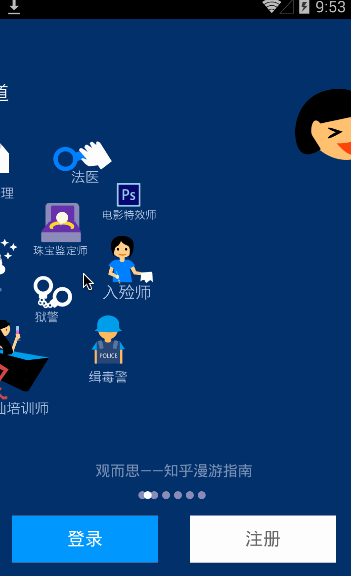 9:53
道
法医
理
Ps
电影特效师
珠宝鉴定师
入殓师
狱警
POLICE
缉毒警
培训师
观而思——知乎漫游指南
登录
注册